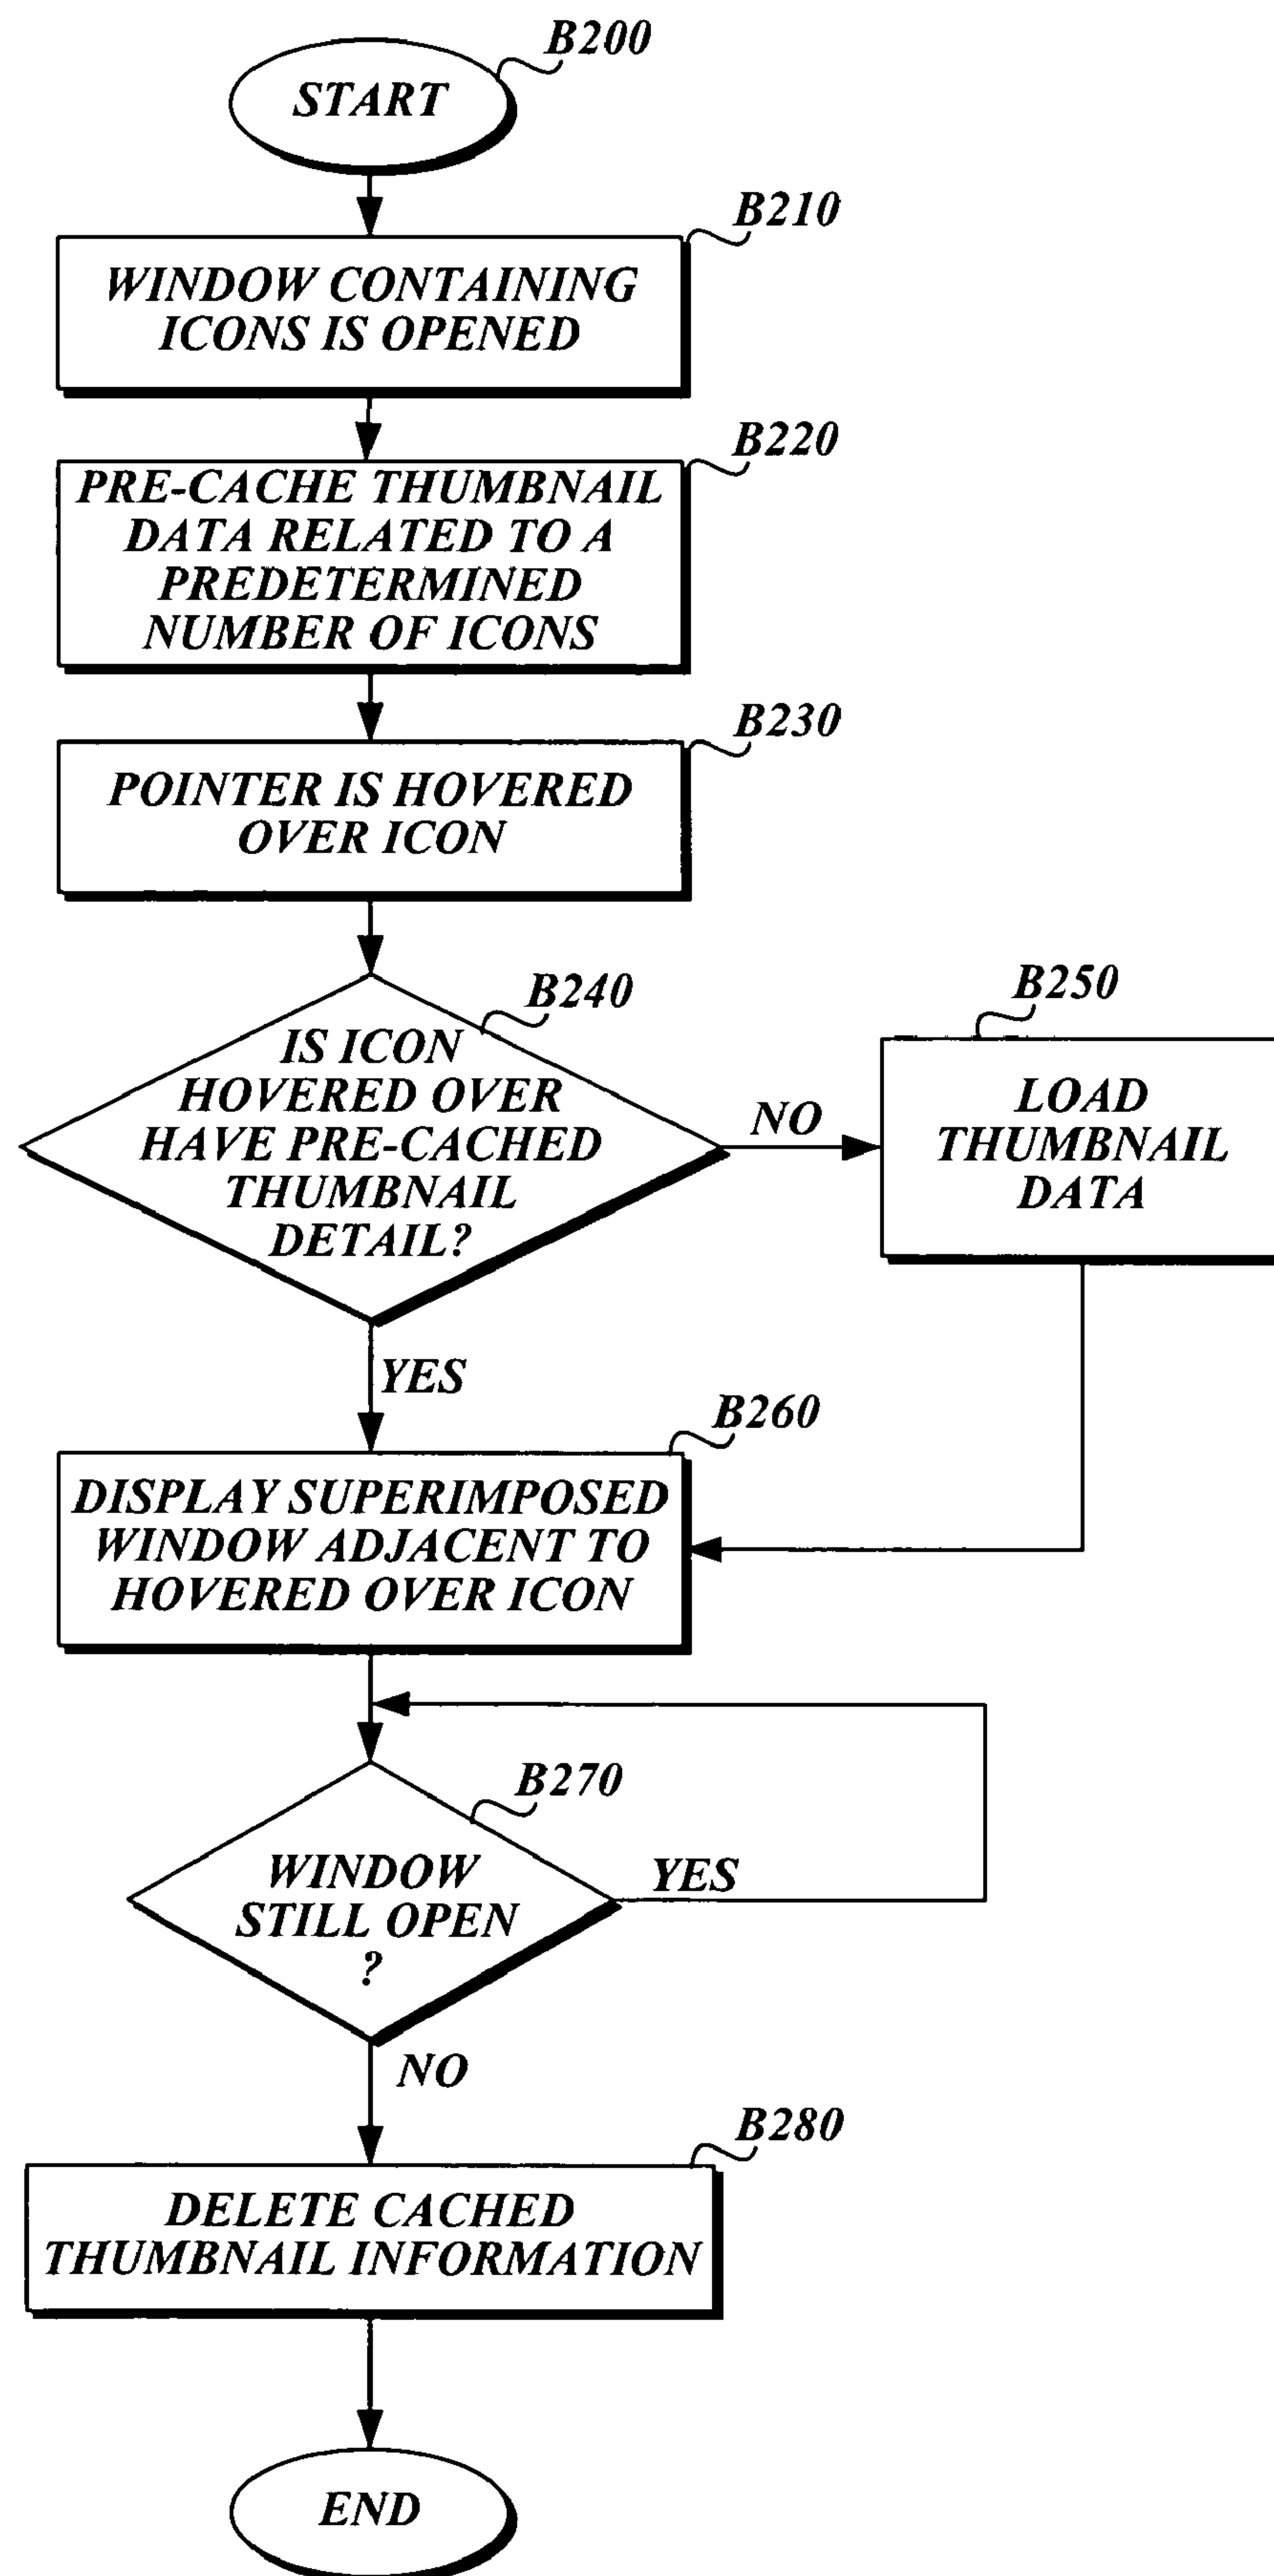 B200
START
B210
WINDOW CONTAINING
ICONS IS OPENED
B220
PRE-CACHE THUMBNAIL
DATA RELATED TO A
PREDETERMINED
NUMBER OF ICONS
B230
POINTER IS HOVERED
OVER ICON
B240
IS ICON
HOVERED OVER
HAVE PRE-CACHED
THUMBNAIL
DETAIL?
NO
B250
LOAD
THUMBNAIL
DATA
YES
B260
DISPLAY SUPERIMPOSED
WINDOW ADJACENT TO
HOVERED OVER ICON
B270
WINDOW
STILL OPEN
?
YES
NO
B280
DELETE CACHED
THUMBNAIL INFORMATION
END